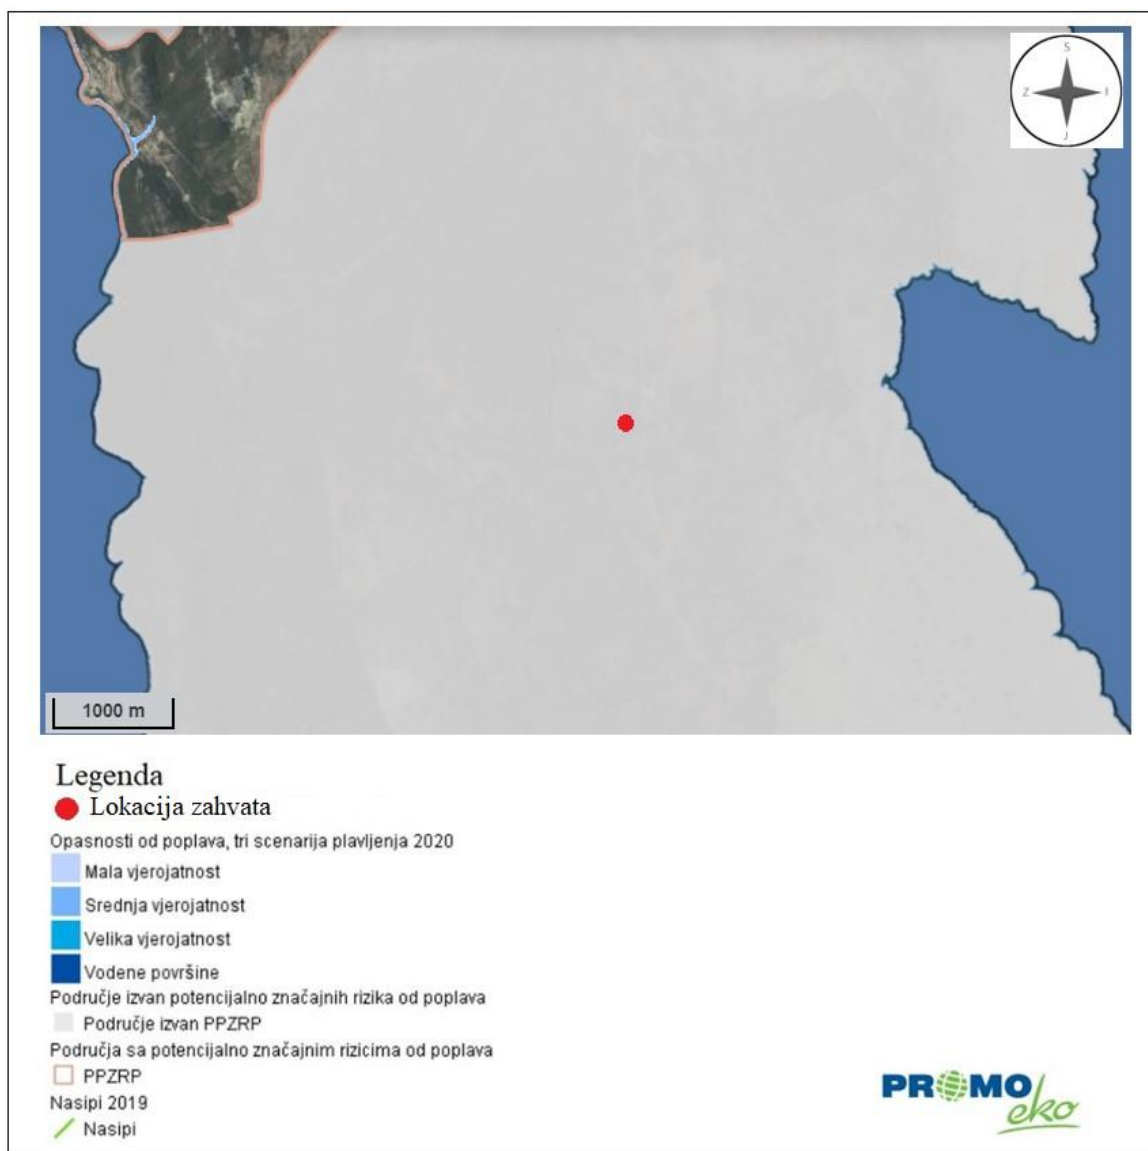 S
Z I
J
1000 m
Legenda
Lokacija zahvata
Opasnosti od poplava, tri scenarija plavljenja 2020
Mala vjerojatnost
Srednja vjerojatnost
Velika vjerojatnost
Vodene površine
Područje izvan potencijalno značajnih rizika od poplava
Područje izvan PPZRP
Područja sa potencijalno značajnim rizicima od poplava
PPZRP
Nasipi 2019
Nasipi
PROMO
eko